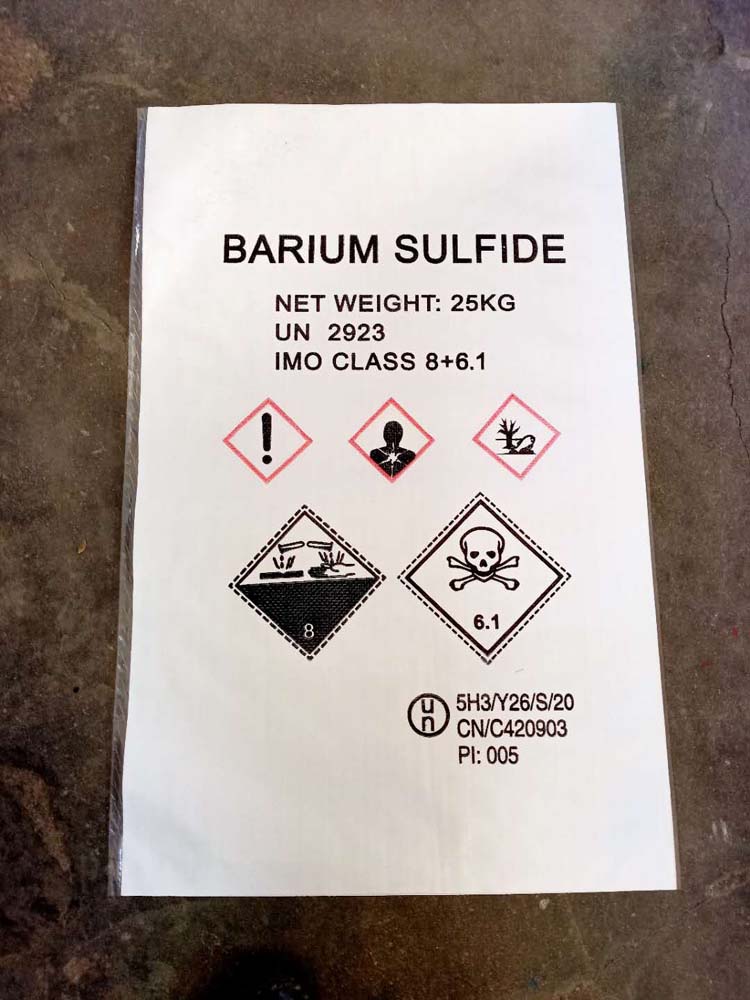 BARIUM SULFIDE
NET WEIGHT: 25KG
UN 2923
IMO CLASS 8+6.1
!
8
6.1
un 5H3/Y26/S/20
CN/C420903
PI: 005